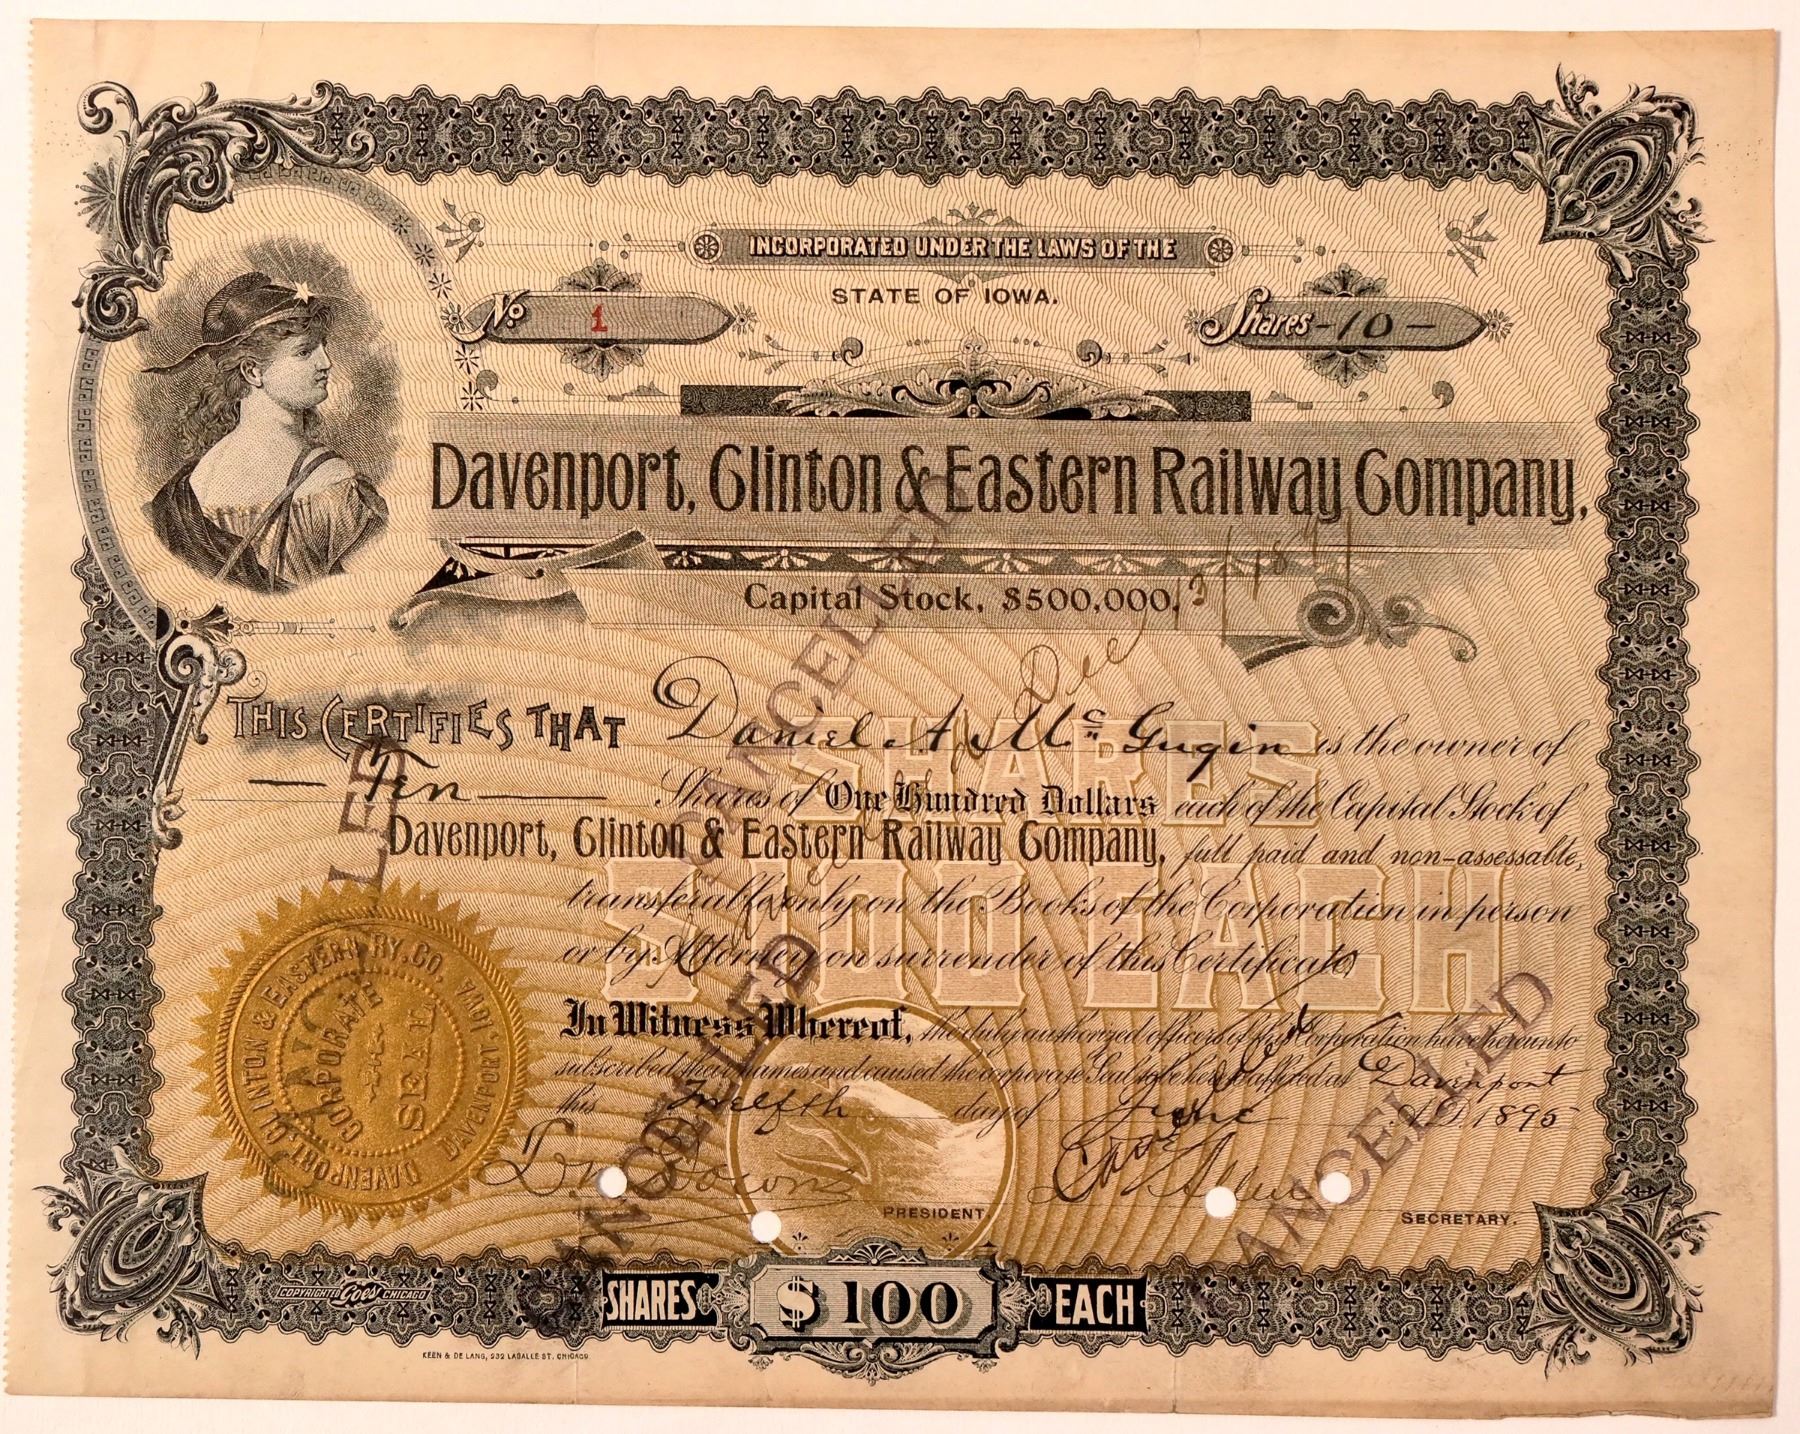 INCORPORATED UNDER THE LAWS OF THE
STATE OF IOWA.
No. 1
Shares -10-
Davenport, Clinton & Eastern Railway Company,
Capital Stock, $500,000.
THIS CERTIFIES THAT Daniel A. McGugin is the owner of
Ten Shares of One Hundred Dollars each of the Capital Stock of
Davenport, Clinton & Eastern Railway Company, full paid and non-assessable,
transferable only on the Books of the Corporation in person
or by Attorney on surrender of this Certificate
In Witness Whereof, the duly authorized officers of this Corporation have hereunto
subscribed their names and caused the corporate Seal to be hereto affixed at Davenport
this Twelfth day of June A.D. 1895
PRESIDENT
SECRETARY.
SHARES $100 EACH
SHARES
$100 EACH
DAVENPORT, CLINTON & EASTERN RY. CO.
DAVENPORT, IOWA
CORPORATE
SEAL
CANCELLED
CANCELLED
CANCELLED
COPYRIGHTED Goes CHICAGO
KEEN & DE LANG, 232 LASALLE ST. CHICAGO.